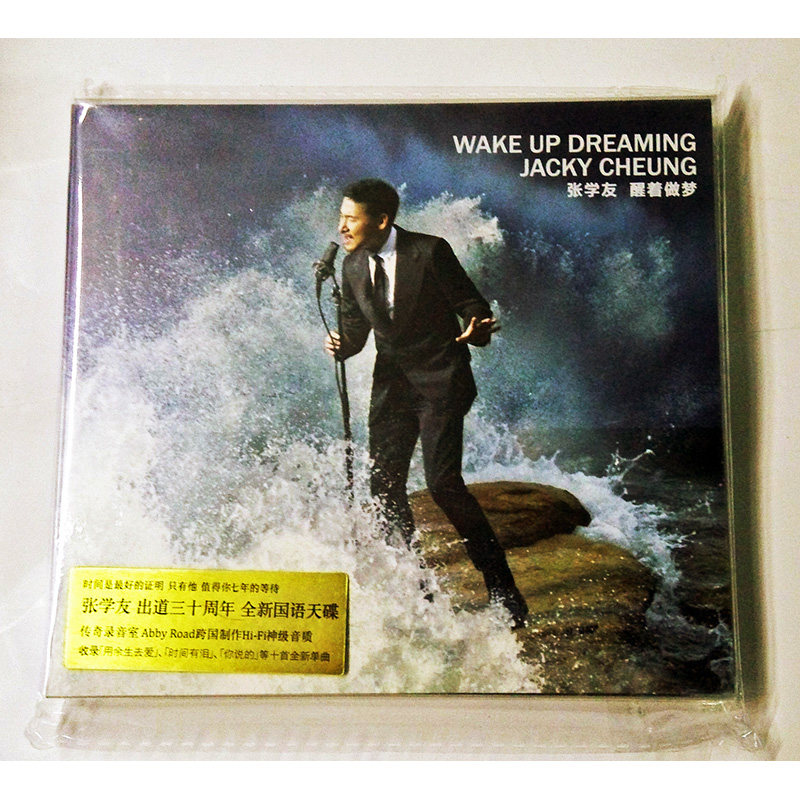 WAKE UP DREAMING
JACKY CHEUNG
张学友 醒着做梦
时间是最好的证明 只有他 值得你七年的等待
张学友 出道三十周年 全新国语天碟
传奇录音室 Abby Road跨国制作Hi-Fi神级音质
收录「用余生去爱」、「时间有泪」、「你说的」等十首全新单曲